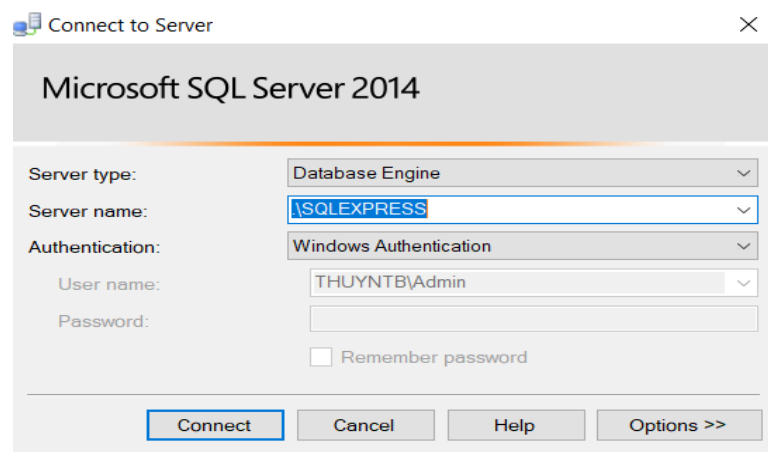 Connect to Server
Microsoft SQL Server 2014
Server type: Database Engine
Server name: .\SQLEXPRESS
Authentication: Windows Authentication
User name: THUYNTB\Admin
Password:
Remember password
Connect Cancel Help Options >>